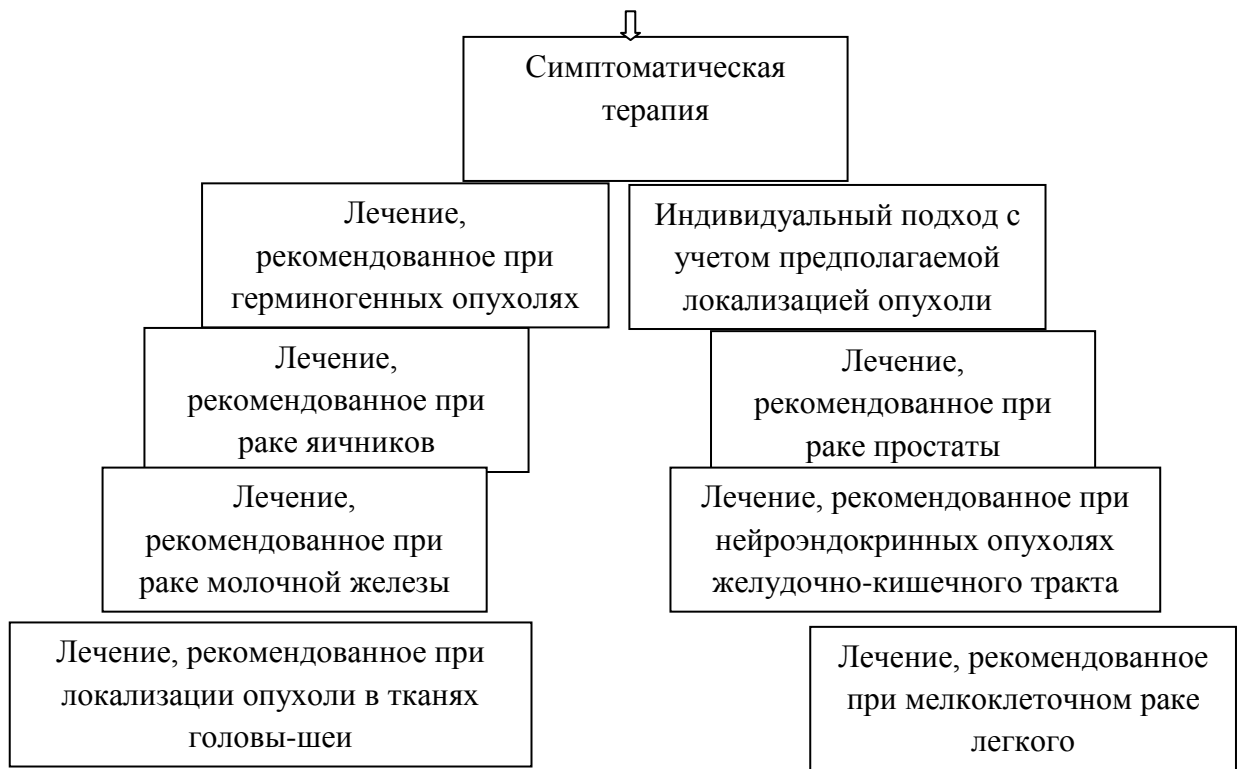 Симптоматическая
терапия
Лечение,
рекомендованное при
герминогенных опухолях
Индивидуальный подход с
учетом предполагаемой
локализацией опухоли
Лечение,
рекомендованное при
раке яичников
Лечение,
рекомендованное при
раке простаты
Лечение,
рекомендованное при
раке молочной железы
Лечение, рекомендованное при
нейроэндокринных опухолях
желудочно-кишечного тракта
Лечение, рекомендованное при
локализации опухоли в тканях
головы-шеи
Лечение, рекомендованное
при мелкоклеточном раке
легкого